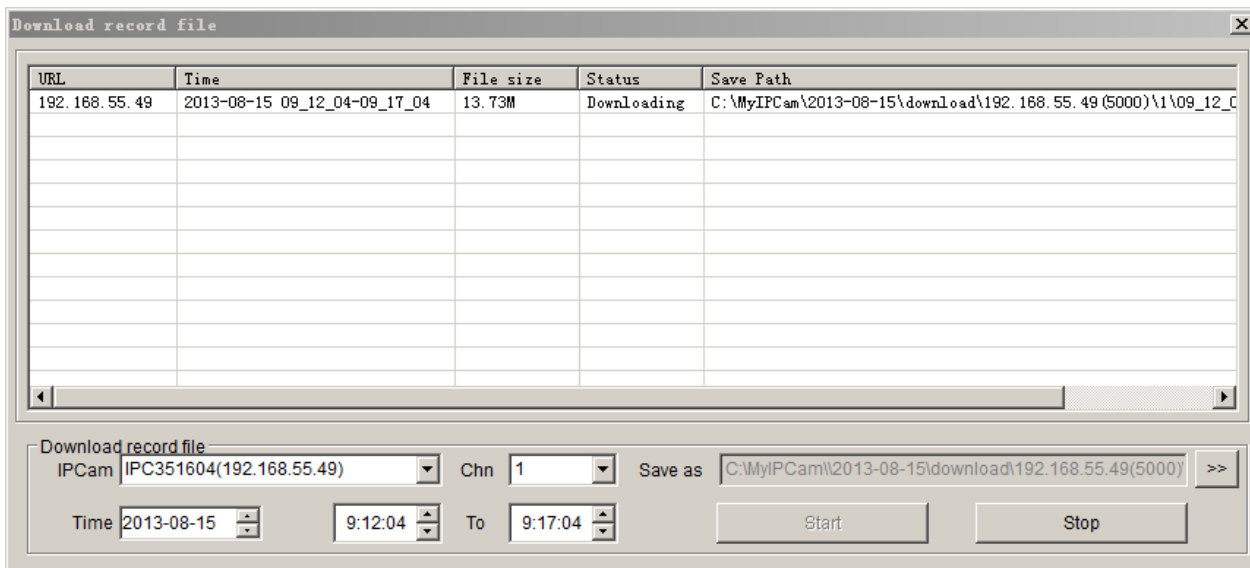 Download record file
URL Time File size Status Save Path
192.168.55.49 2013-08-15 09_12_04-09_17_04 13.73M Downloading C:\MyIPCam\2013-08-15\download\192.168.55.49(5000)\1\09_12_0
Download record file
IPCam IPC351604(192.168.55.49) Chn 1 Save as C:\MyIPCam\\2013-08-15\download\192.168.55.49(5000)\ >>
Time 2013-08-15 9:12:04 To 9:17:04 Start Stop